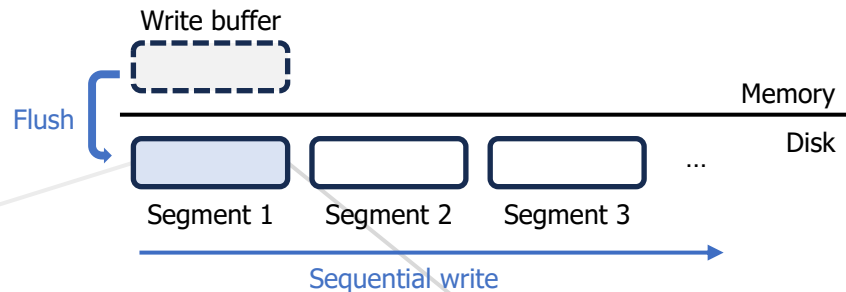 Write buffer
Memory
Flush
Disk
...
Segment 1 Segment 2 Segment 3
Sequential write